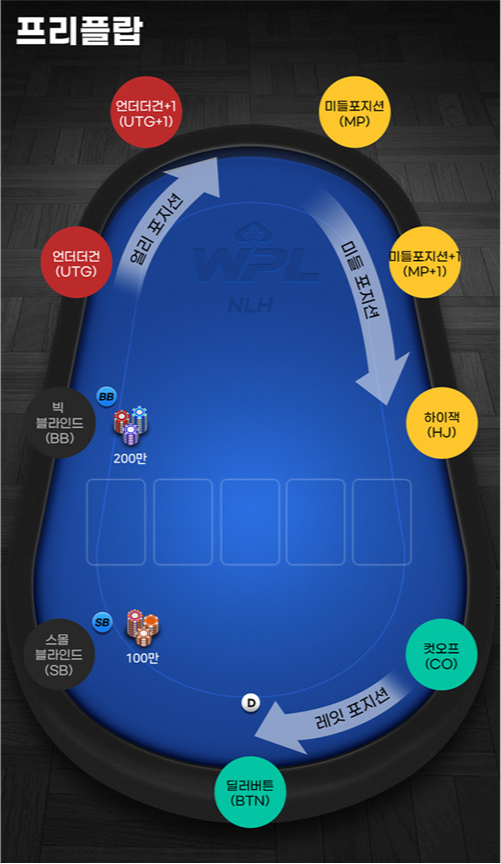 프리플랍
언더더건+1
(UTG+1)
미들포지션
(MP)
얼리 포지션
언더더건
(UTG)
미들 포지션
미들포지션+1
(MP+1)
WPL
NLH
빅
블라인드
(BB)
BB
200만
하이잭
(HJ)
스몰
블라인드
(SB)
SB
100만
컷오프
(CO)
D
레잇 포지션
딜러버튼
(BTN)